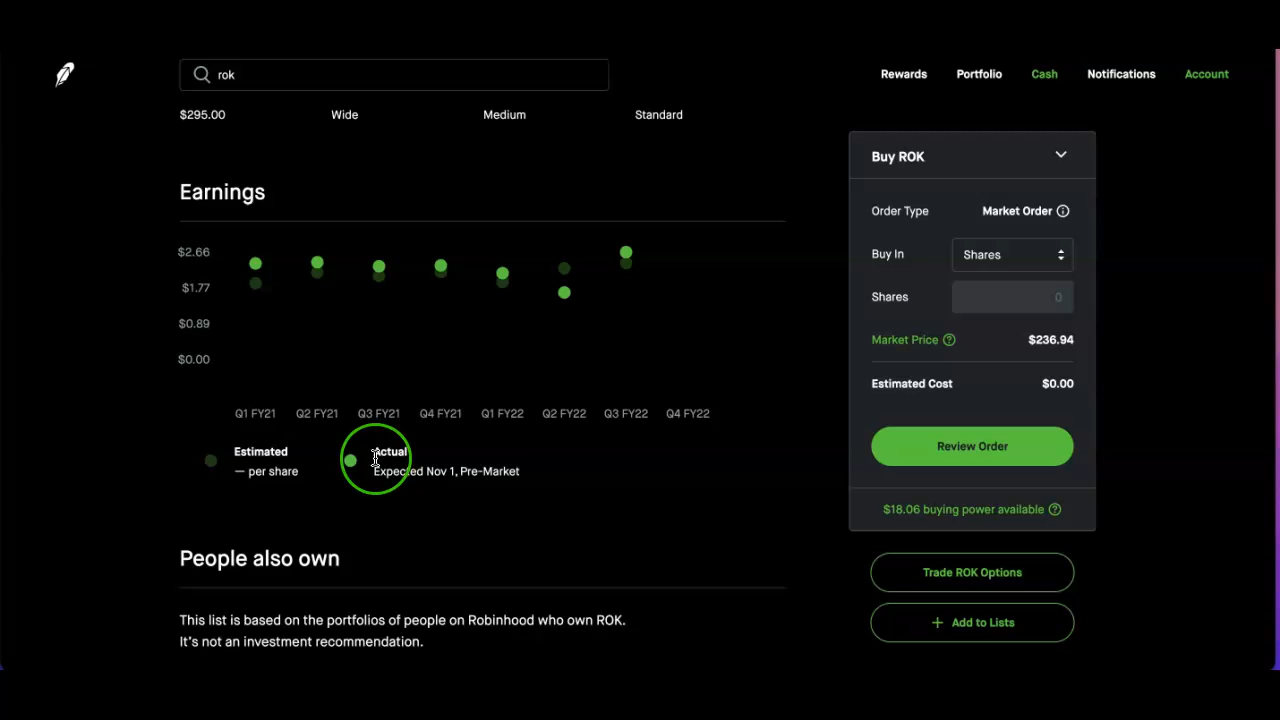 rok
Rewards
Portfolio
Cash
Notifications
Account
$295.00 Wide Medium Standard
Earnings
$2.66
$1.77
$0.89
$0.00
Q1 FY21 Q2 FY21 Q3 FY21 Q4 FY21 Q1 FY22 Q2 FY22 Q3 FY22 Q4 FY22
Estimated
— per share
Actual
Expected Nov 1, Pre-Market
People also own
This list is based on the portfolios of people on Robinhood who own ROK.
It's not an investment recommendation.
Buy ROK
Order Type Market Order
Buy In Shares
Shares 0
Market Price $236.94
Estimated Cost $0.00
Review Order
$18.06 buying power available
Trade ROK Options
+ Add to Lists